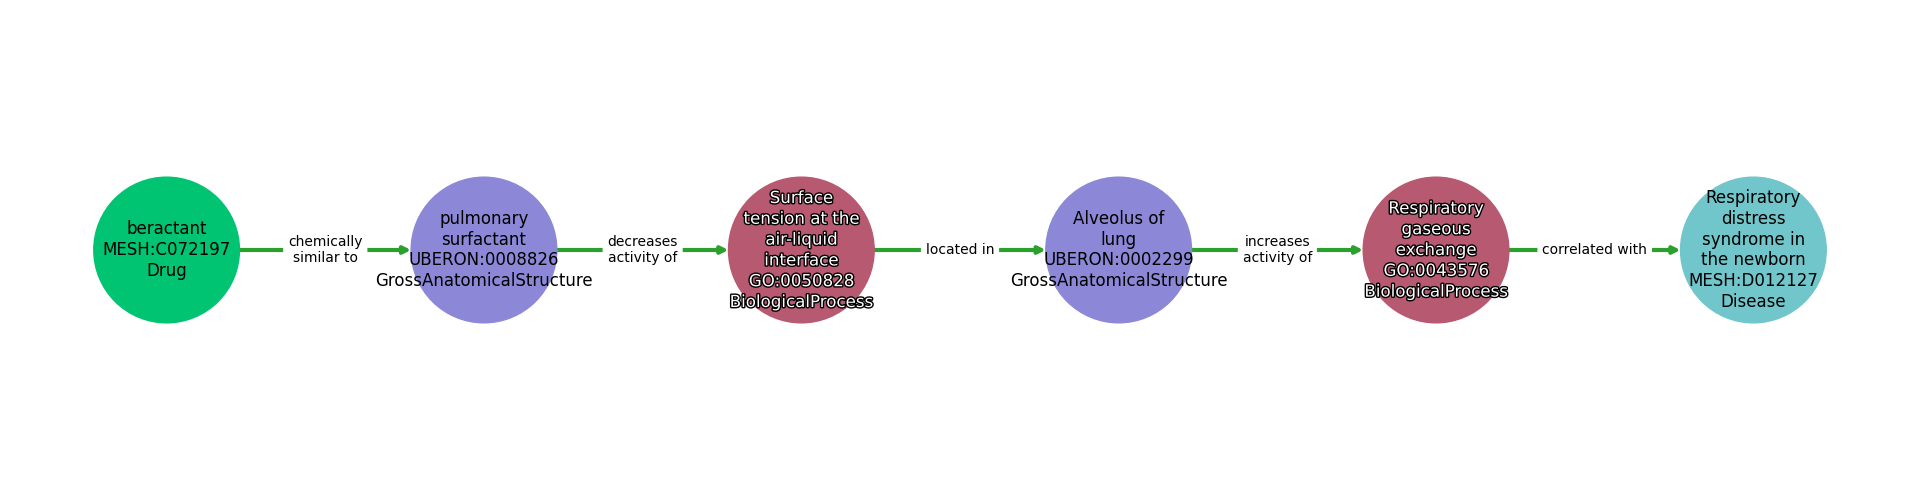 beractant
MESH:C072197
Drug
chemically
similar to
pulmonary
surfactant
UBERON:0008826
GrossAnatomicalStructure
decreases
activity of
Surface
tension at the
air-liquid
interface
GO:0050828
BiologicalProcess
located in
Alveolus of
lung
UBERON:0002299
GrossAnatomicalStructure
increases
activity of
Respiratory
gaseous
exchange
GO:0043576
BiologicalProcess
correlated with
Respiratory
distress
syndrome in
the newborn
MESH:D012127
Disease